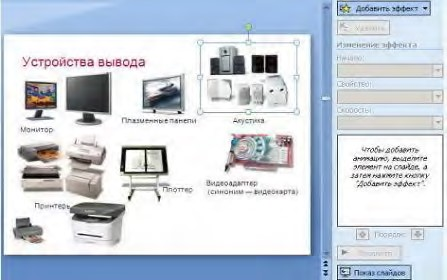 Добавить эффект
Удалить
Изменение эффекта
Начало:
Свойство:
Скорость:
Устройства вывода
Монитор
Плазменные панели
Акустика
Плоттер
Видеоадаптер
(синоним — видеокарта)
Принтеры
Чтобы добавить
анимацию, выделите
элемент на слайде, а
затем нажмите кнопку
"Добавить эффект".
Порядок
Показ слайдов